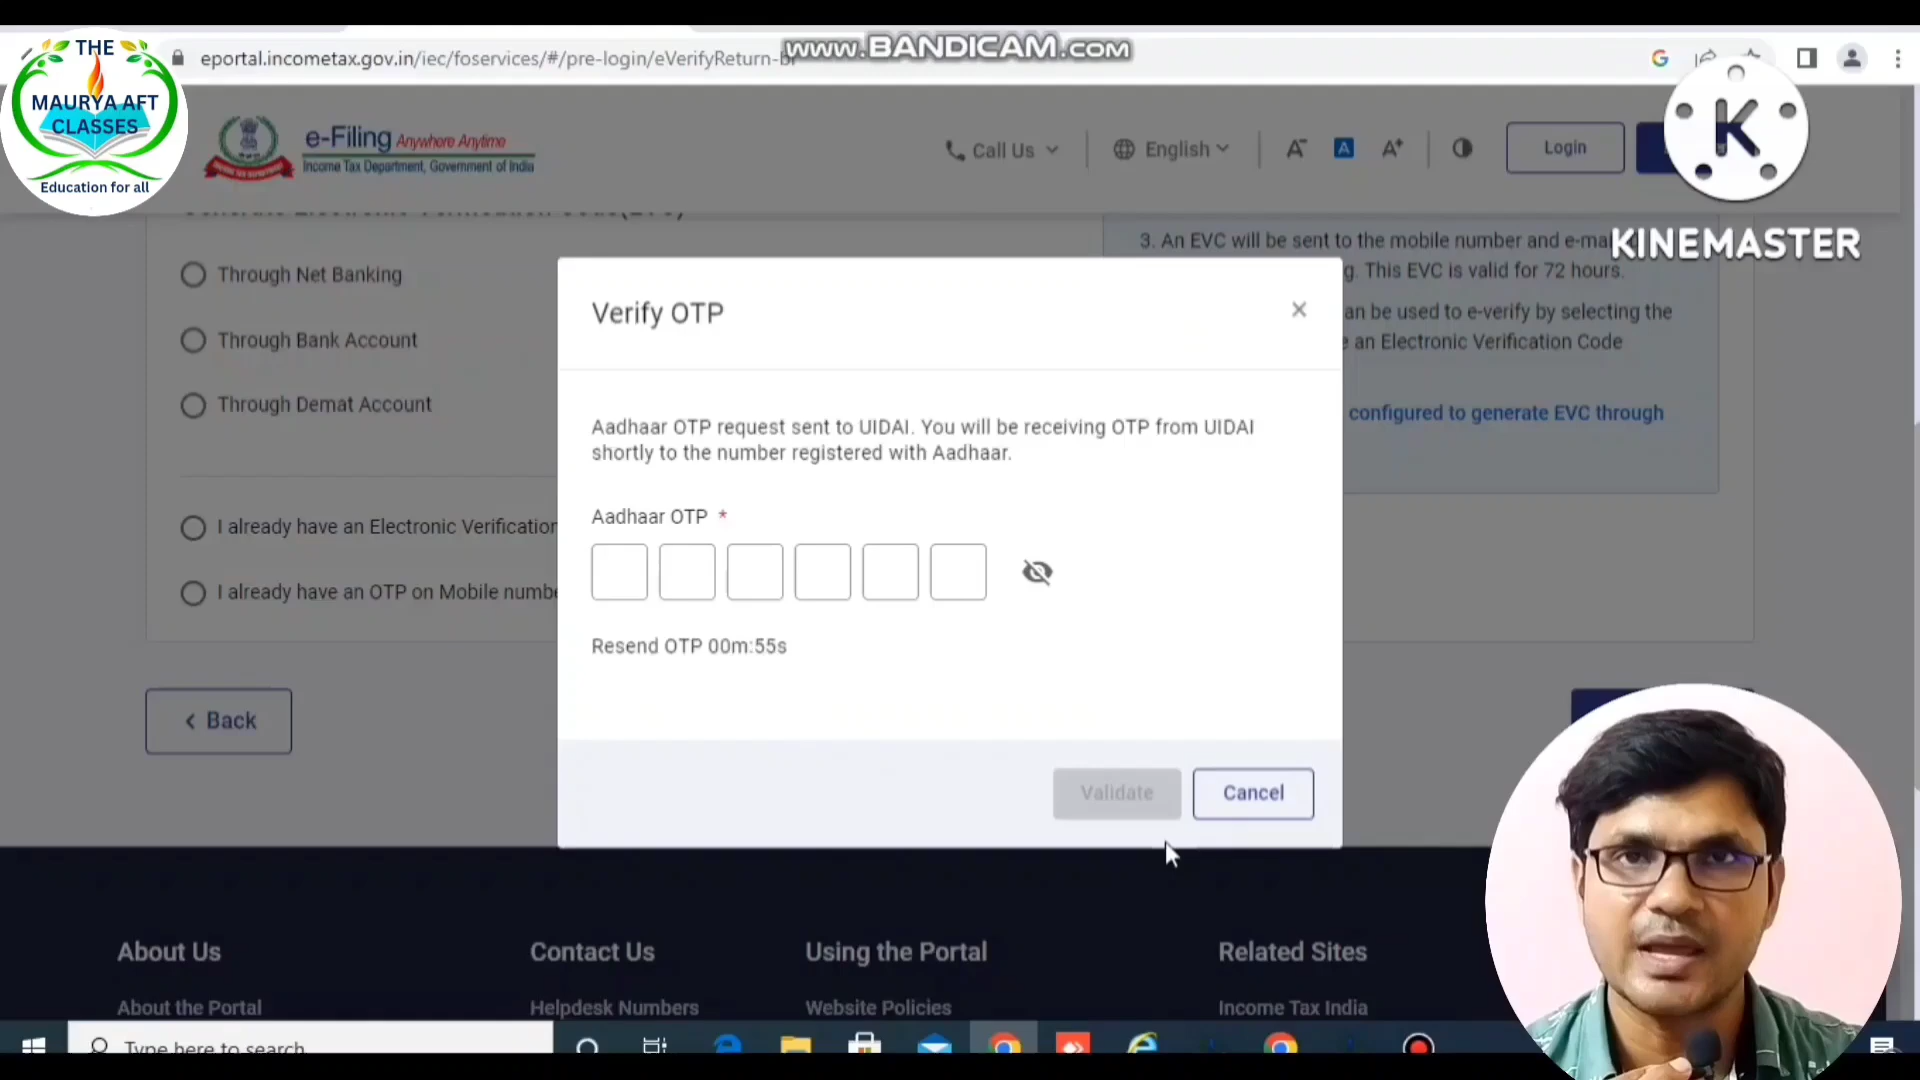 THE
MAURYA AFT
CLASSES
Education for all
eportal.incometax.gov.in/iec/foservices/#/pre-login/eVerifyReturn-
www.BANDICAM.com
e-Filing Anywhere Anytime
Income Tax Department, Government of India
Call Us
English
A-
A
A+
Login
K
KINEMASTER
3. An EVC will be sent to the mobile number and
g. This EVC is valid for 72 hours.
an be used to e-verify by selecting the
an Electronic Verification Code
configured to generate EVC through
Through Net Banking
Through Bank Account
Through Demat Account
I already have an Electronic Verification
I already have an OTP on Mobile
Back
Verify OTP
Aadhaar OTP request sent to UIDAI. You will be receiving OTP from UIDAI
shortly to the number registered with Aadhaar.
Aadhaar OTP *
Resend OTP 00m:55s
Validate
Cancel
About Us
Contact Us
Using the Portal
Related Sites
About the Portal
Helpdesk Numbers
Website Policies
Income Tax India
Type here to search